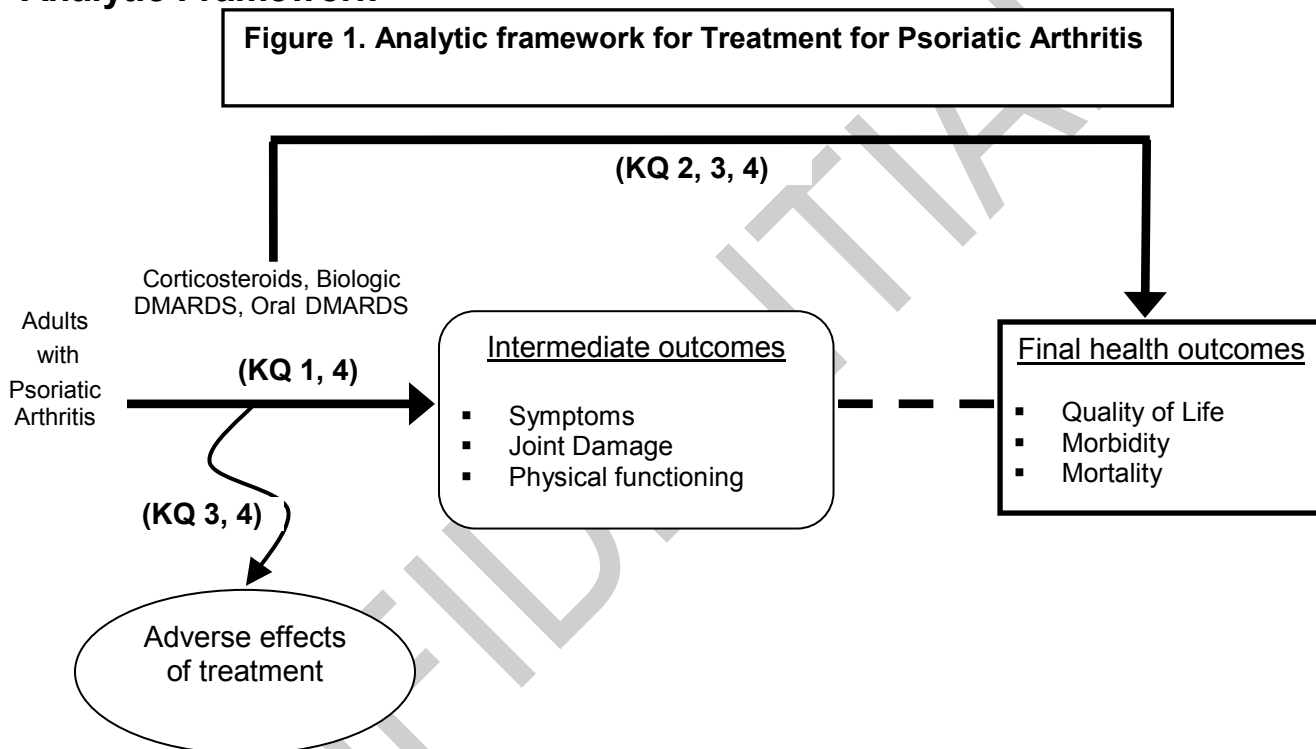 Analytic Framework
Figure 1. Analytic framework for Treatment for Psoriatic Arthritis
(KQ 2, 3, 4)
Corticosteroids, Biologic
DMARDS, Oral DMARDS
Adults
with
Psoriatic
Arthritis
(KQ 1, 4)
Intermediate outcomes
▪ Symptoms
▪ Joint Damage
▪ Physical functioning
Final health outcomes
▪ Quality of Life
▪ Morbidity
▪ Mortality
(KQ 3, 4)
Adverse effects
of treatment